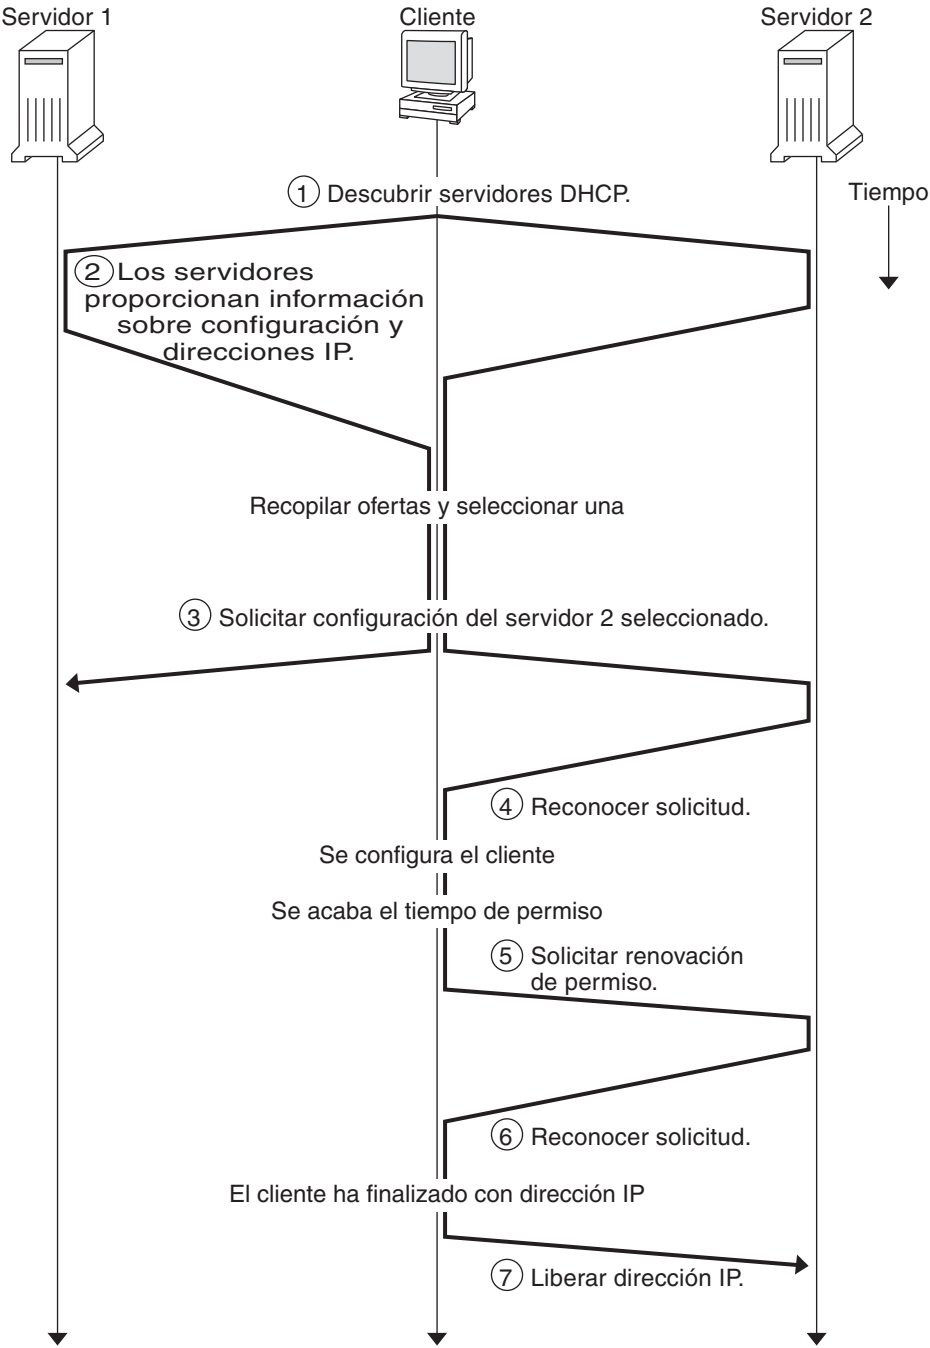 Servidor 1
Cliente
Servidor 2
1 Descubrir servidores DHCP.
Tiempo
2 Los servidores
proporcionan información
sobre configuración y
direcciones IP.
Recopilar ofertas y seleccionar una
3 Solicitar configuración del servidor 2 seleccionado.
4 Reconocer solicitud.
Se configura el cliente
Se acaba el tiempo de permiso
5 Solicitar renovación
de permiso.
6 Reconocer solicitud.
El cliente ha finalizado con dirección IP
7 Liberar dirección IP.